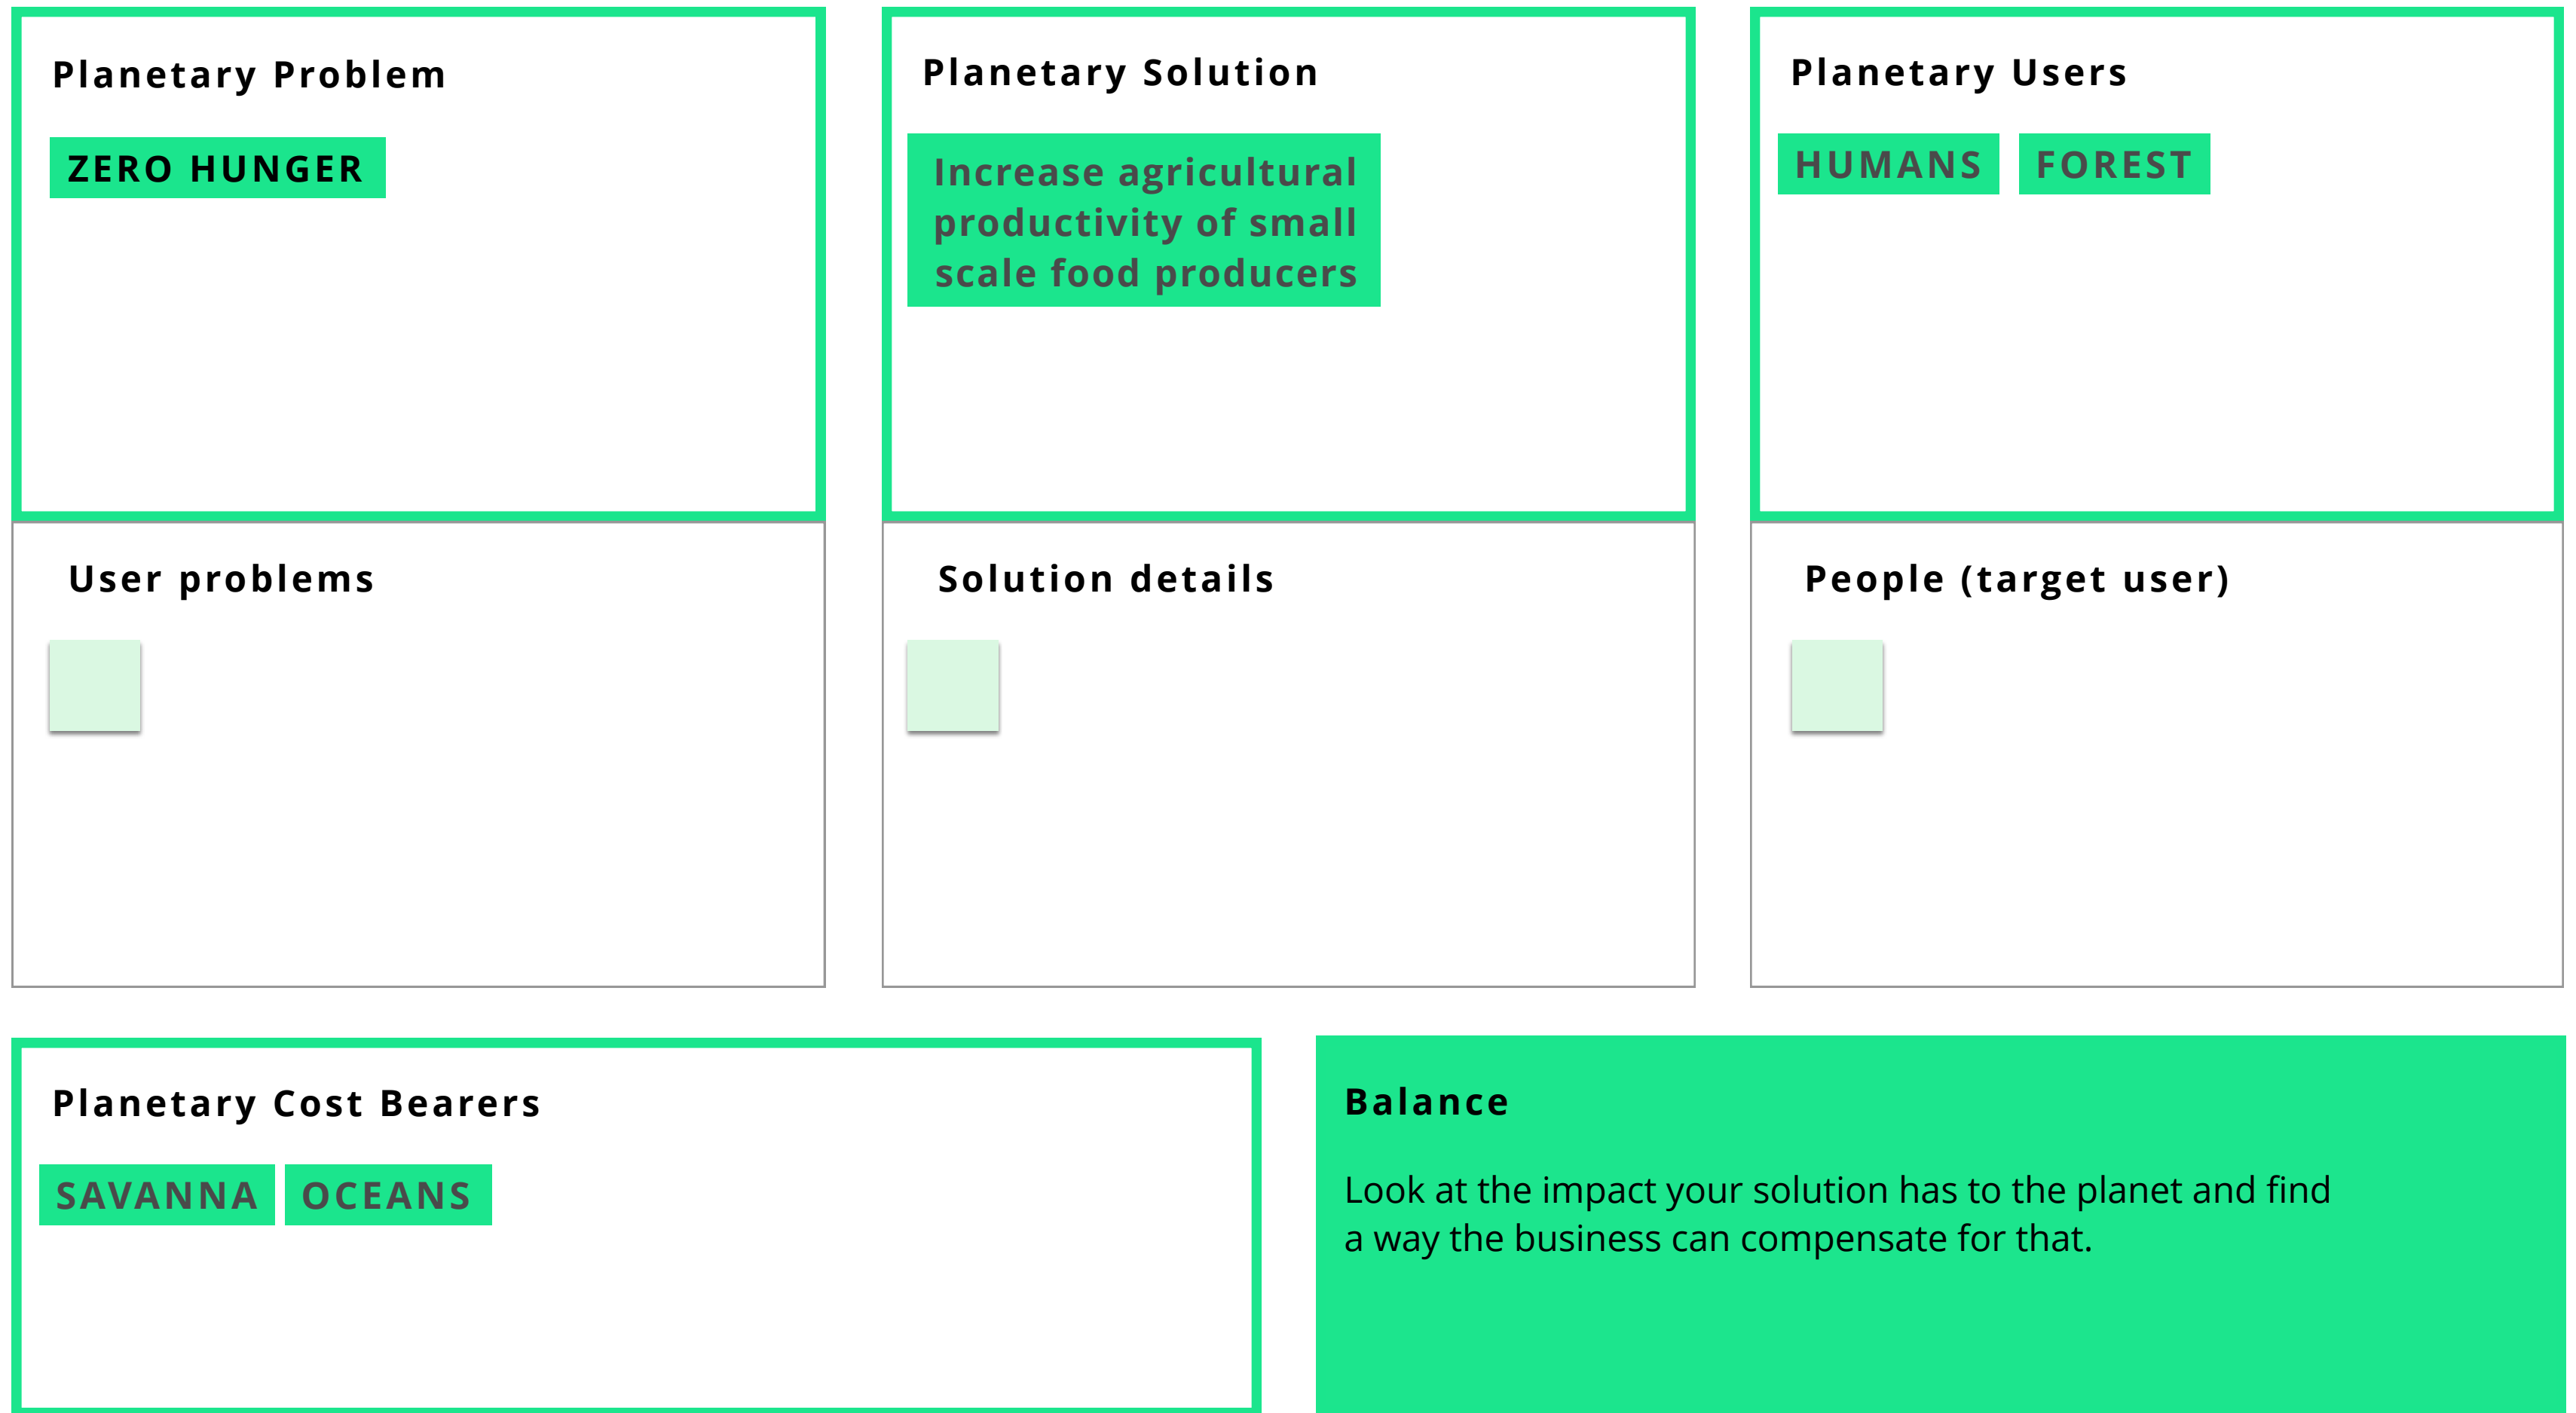 Planetary Problem
ZERO HUNGER
Planetary Solution
Increase agricultural
productivity of small
scale food producers
Planetary Users
HUMANS FOREST
User problems
Solution details
People (target user)
Planetary Cost Bearers
SAVANNA OCEANS
Balance
Look at the impact your solution has to the planet and find
a way the business can compensate for that.